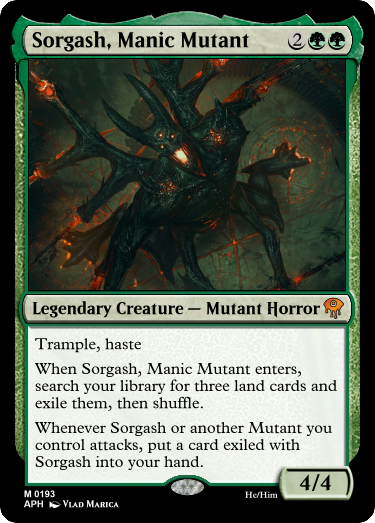 Sorgash, Manic Mutant 2
Legendary Creature — Mutant Horror
Trample, haste
When Sorgash, Manic Mutant enters,
search your library for three land cards and
exile them, then shuffle.
Whenever Sorgash or another Mutant you
control attacks, put a card exiled with
Sorgash into your hand.
4/4
M 0193
He/Him
APH VLAD MARICA